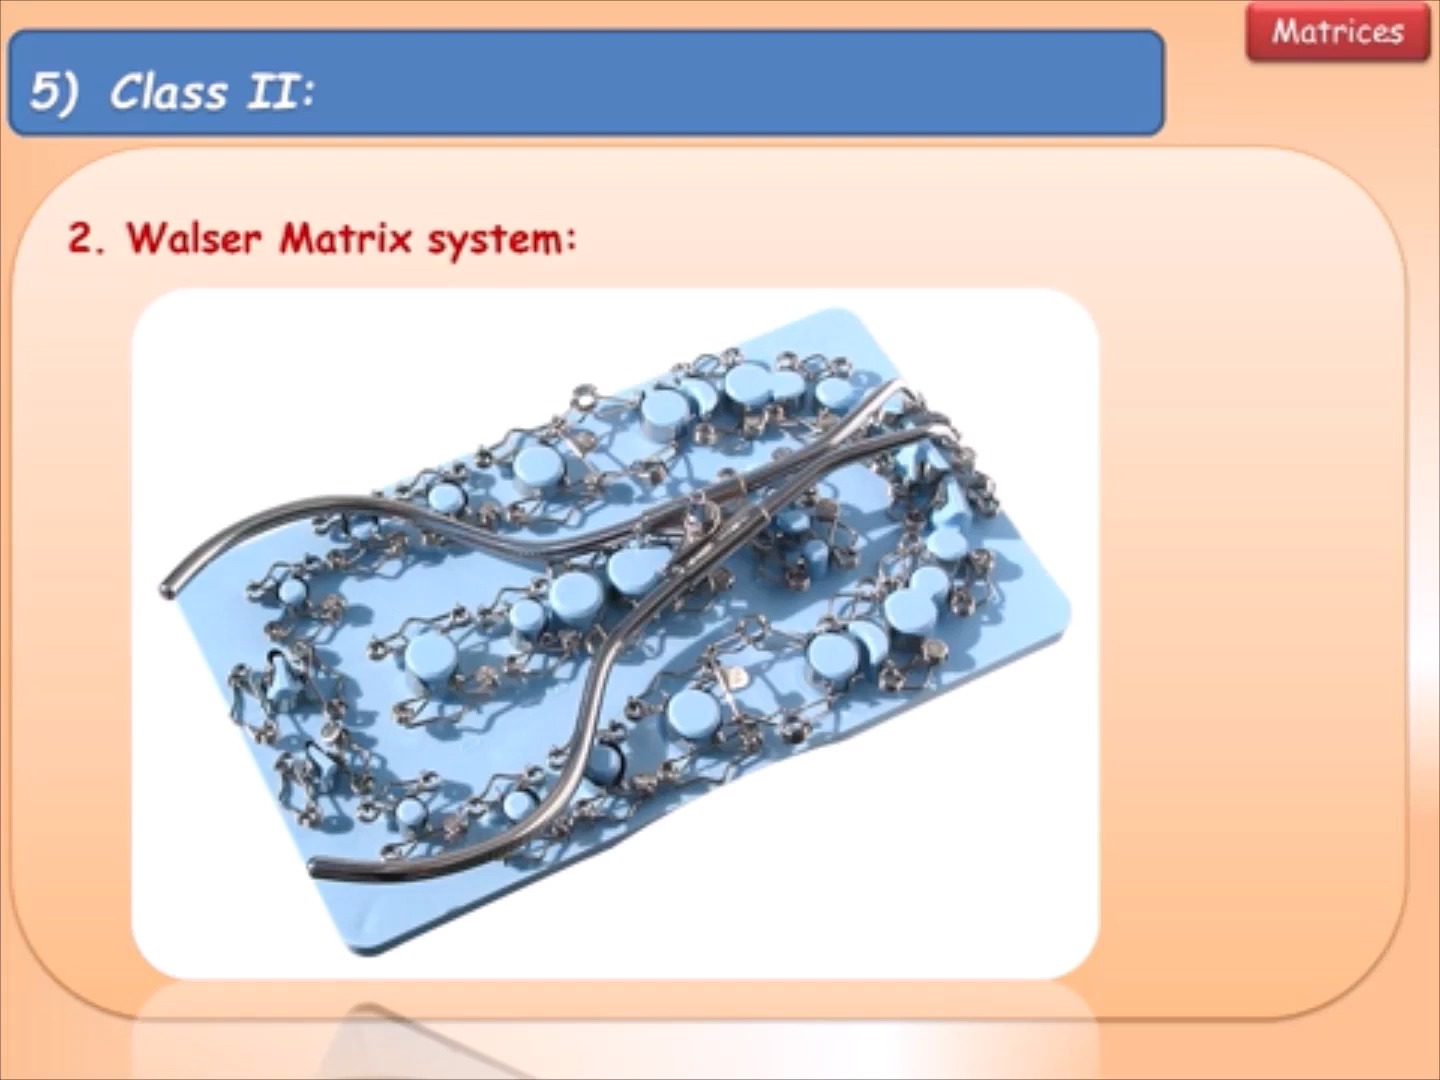 Matrices
5) Class II:
2. Walser Matrix system: